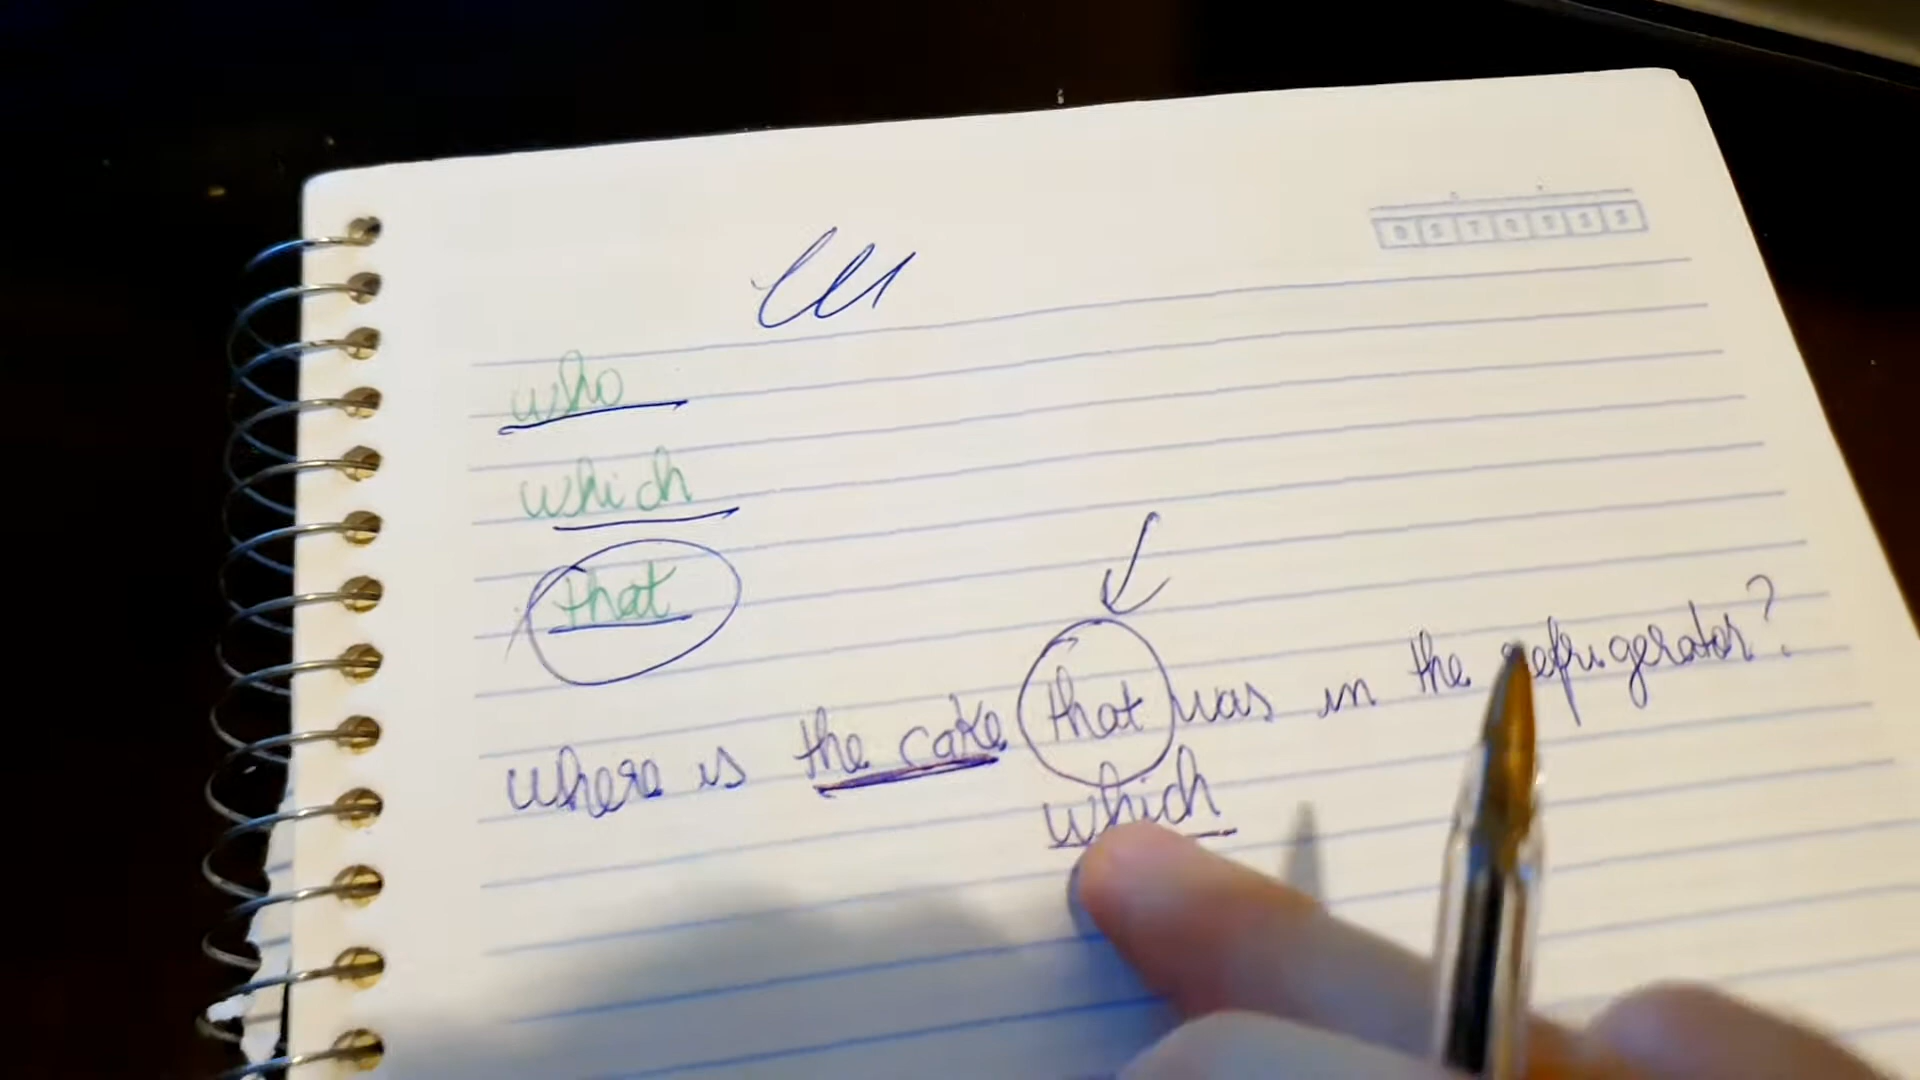 who
which
that
where is the cake that was in the refrigerator?
which